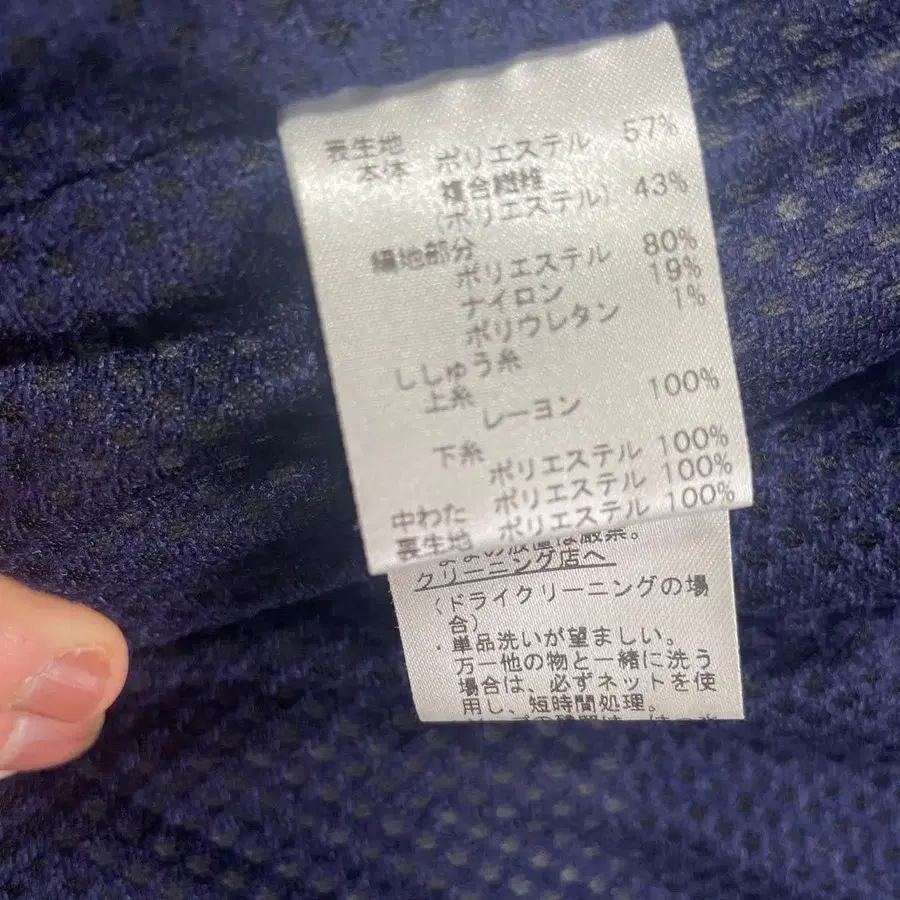 表生地
本体 ポリエステル 57%
複合繊維
(ポリエステル) 43%
編地部分
ポリエステル 80%
ナイロン 19%
ポリウレタン 1%
ししゅう糸
上糸
レーヨン 100%
下糸
ポリエステル 100%
中わた ポリエステル 100%
裏生地 ポリエステル 100%
は厳禁。
クリーニング店へ
(ドライクリーニングの場
合)
・単品洗いが望ましい。
万一他の物と一緒に洗う
場合は、必ずネットを使
用し、短時間処理。